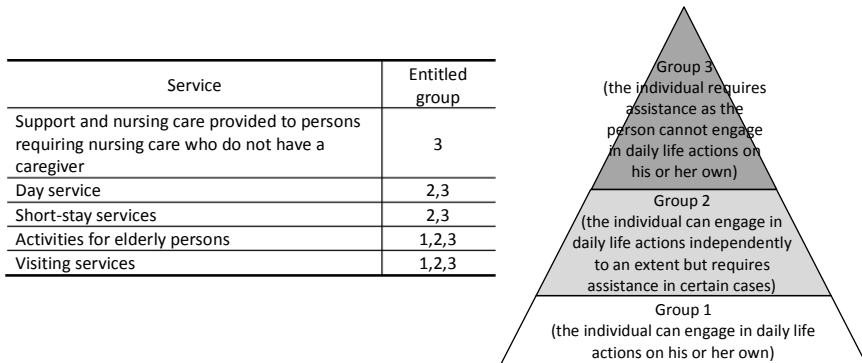 Service
Entitled
group
Support and nursing care provided to persons
requiring nursing care who do not have a
caregiver
3
Day service
2,3
Short-stay services
2,3
Activities for elderly persons
1,2,3
Visiting services
1,2,3
Group 3
(the individual requires
assistance as the
person cannot engage
in daily life actions on
his or her own)
Group 2
(the individual can engage in
daily life actions independently
to an extent but requires
assistance in certain cases)
Group 1
(the individual can engage in daily life
actions on his or her own)